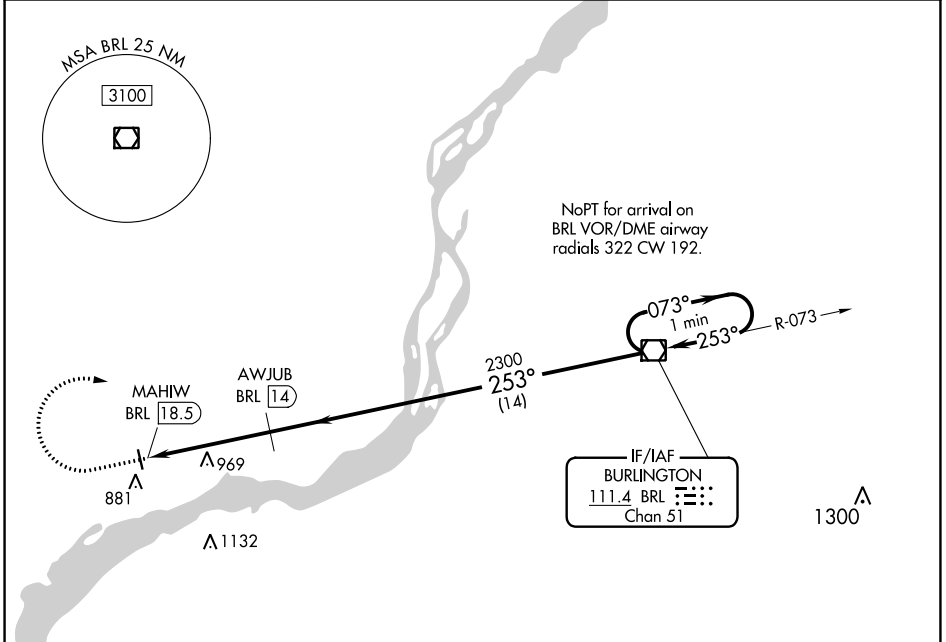 MSA BRL 25 NM
3100
NoPT for arrival on
BRL VOR/DME airway
radials 322 CW 192.
073°
1 min
253°
R-073
2300
253°
(14)
AWJUB
BRL 14
MAHIW
BRL 18.5
969
881
1132
IF/IAF
BURLINGTON
111.4 BRL
Chan 51
1300